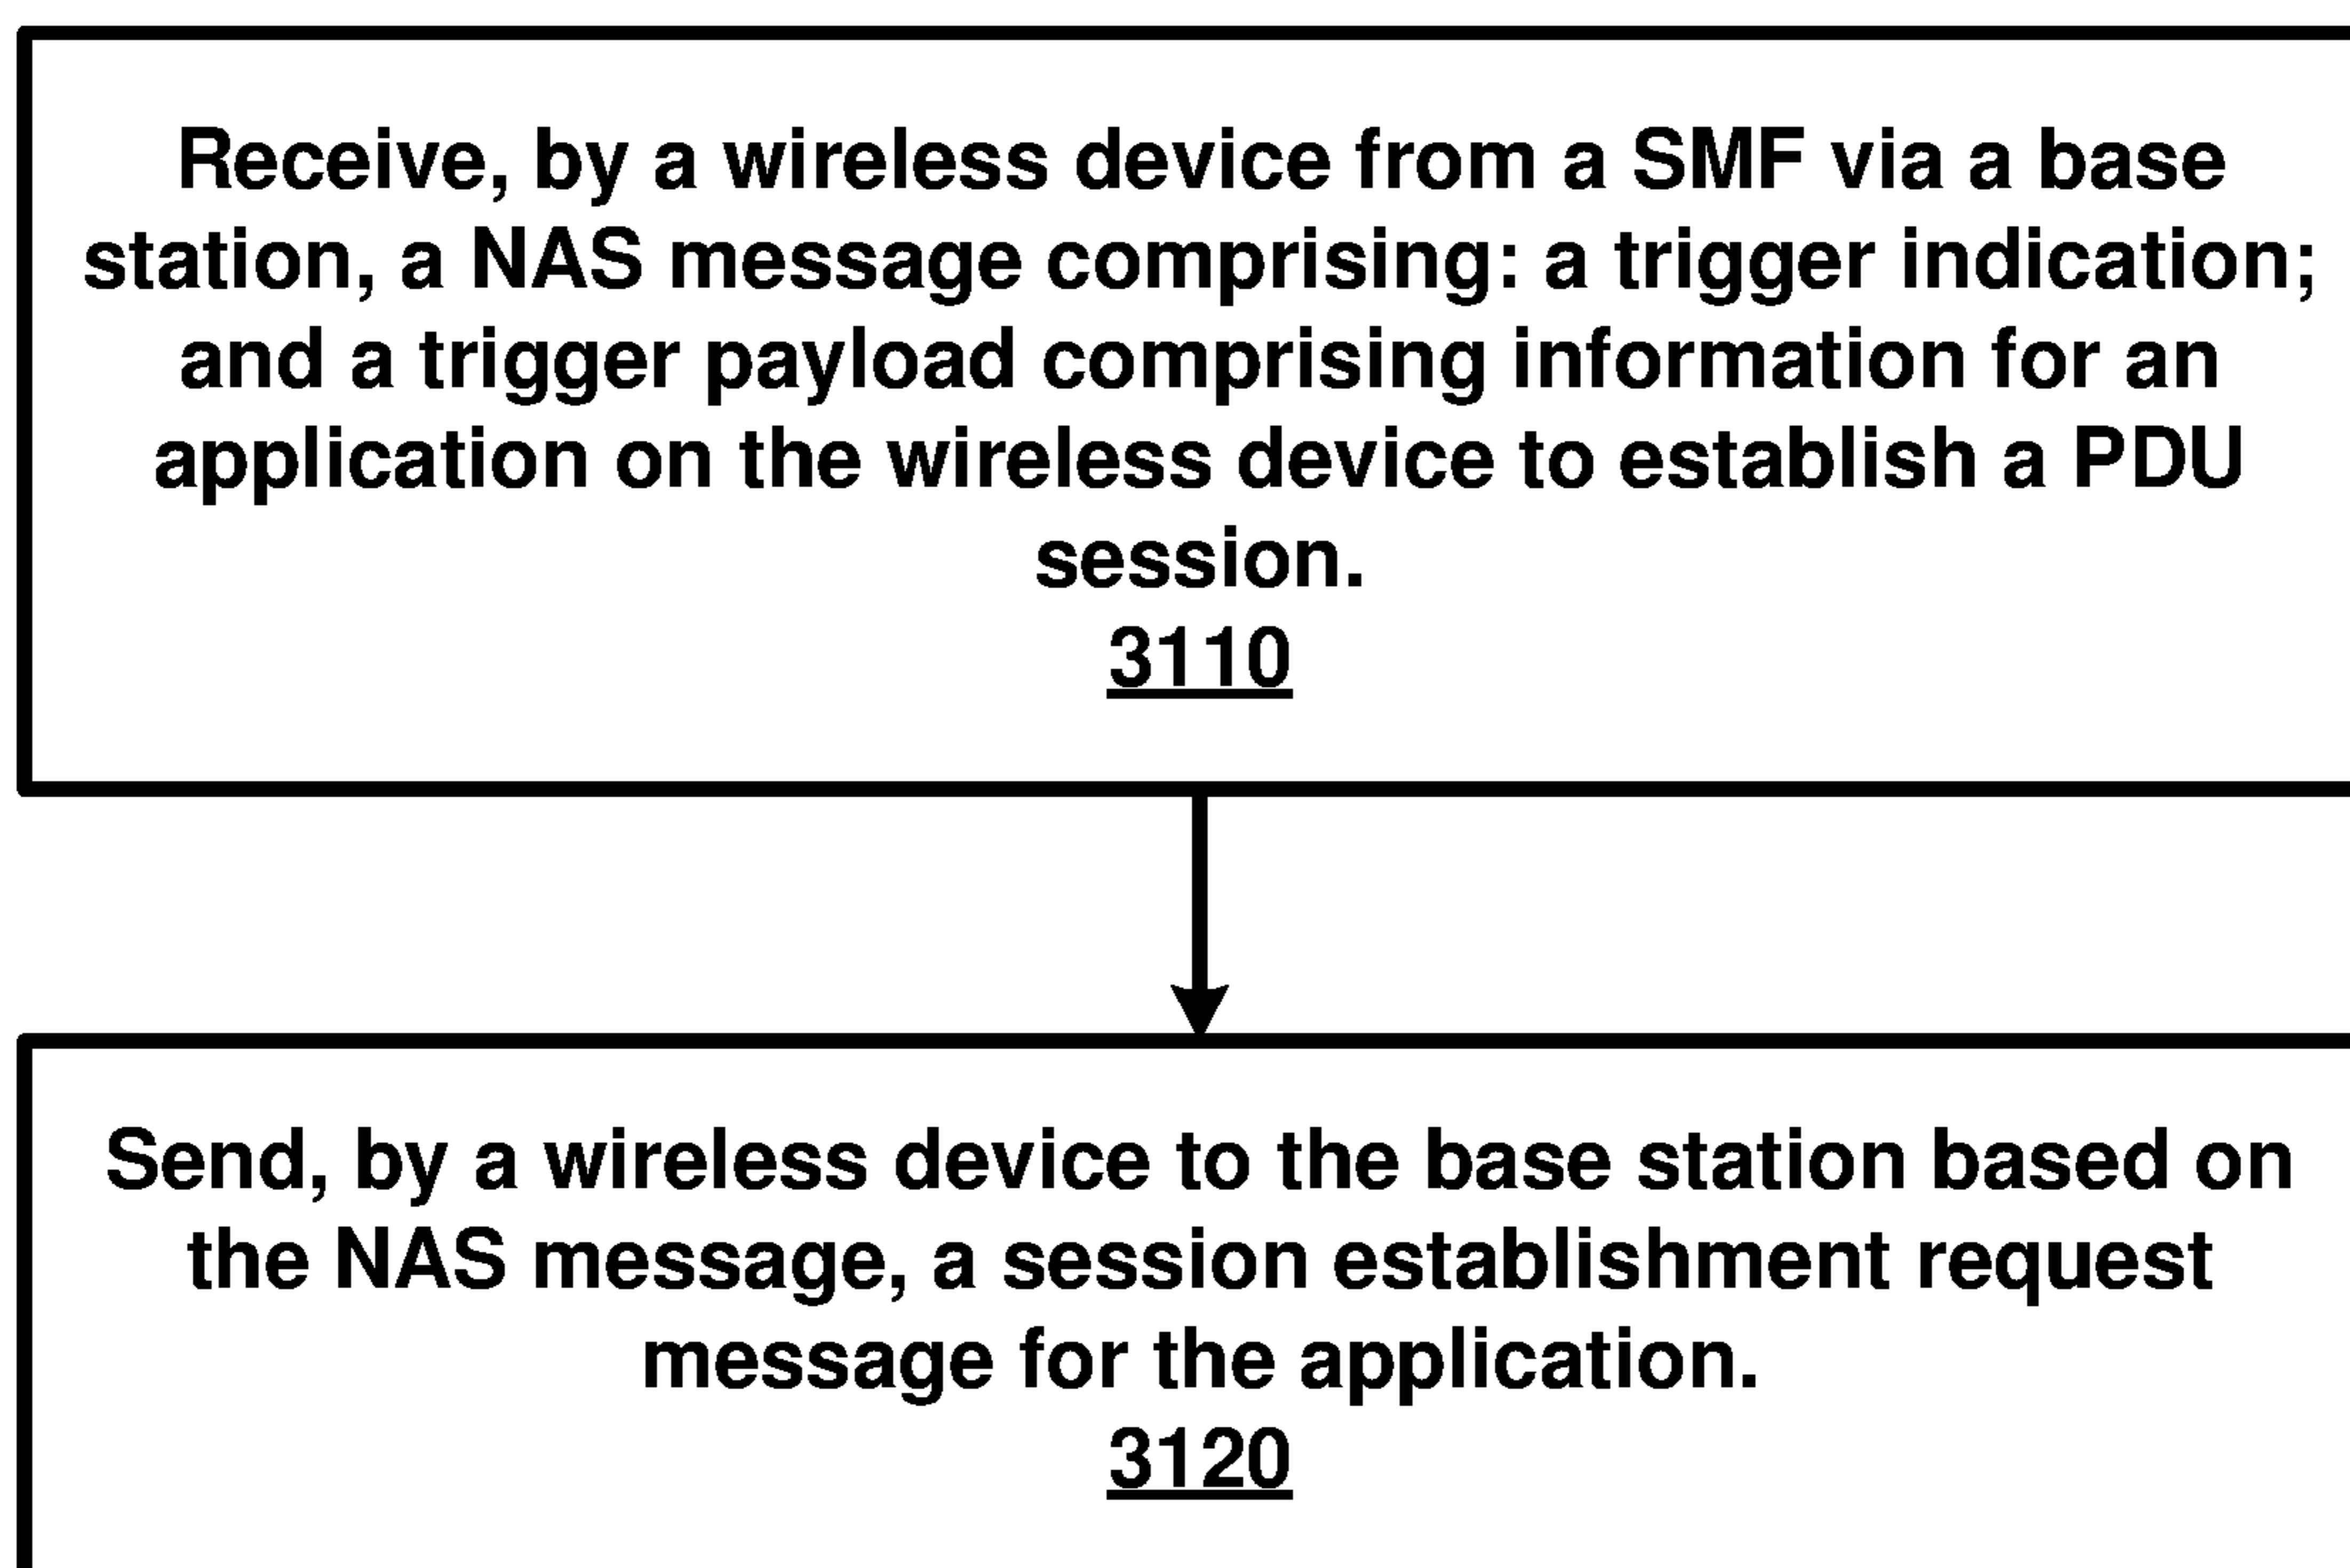 Receive, by a wireless device from a SMF via a base
station, a NAS message comprising: a trigger indication;
and a trigger payload comprising information for an
application on the wireless device to establish a PDU
session.
3110
Send, by a wireless device to the base station based on
the NAS message, a session establishment request
message for the application.
3120